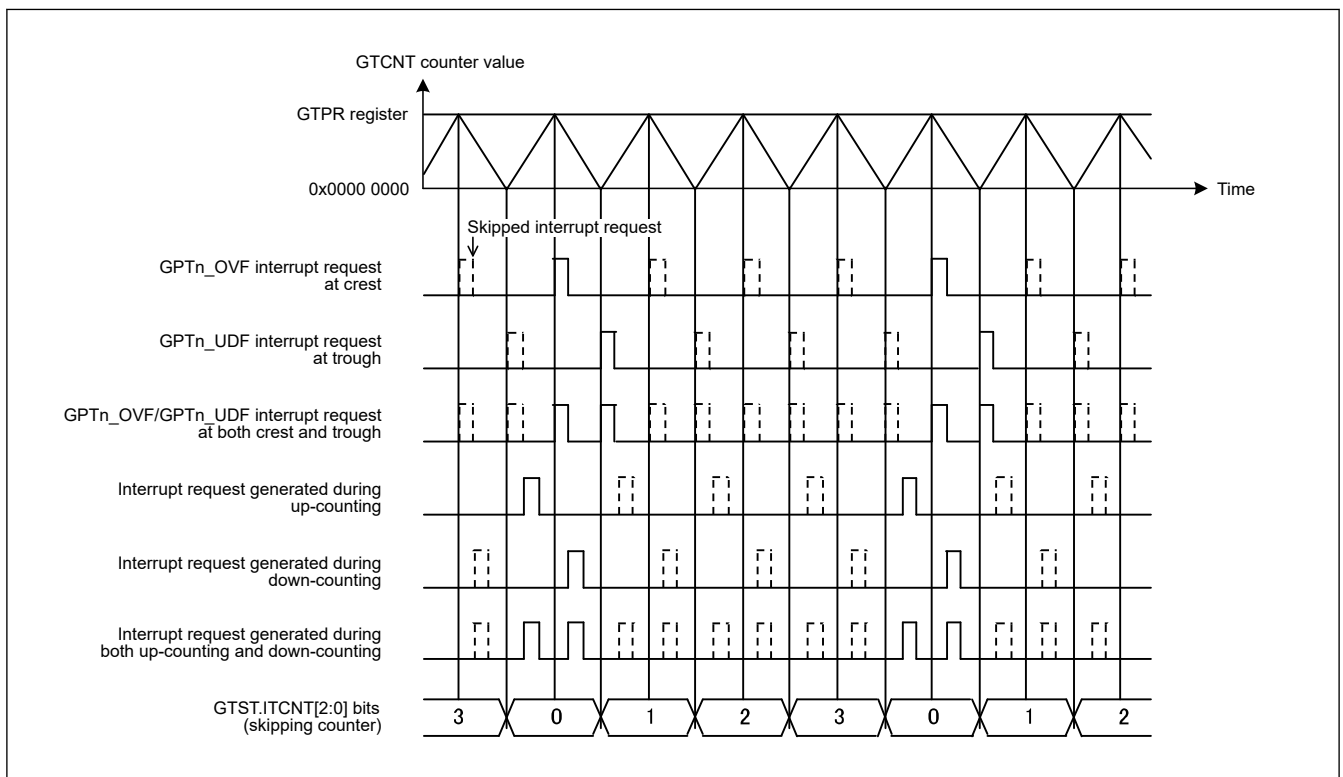 GTCNT counter value
GTPR register
0x0000 0000
Time
Skipped interrupt request
GPTn_OVF interrupt request
at crest
GPTn_UDF interrupt request
at trough
GPTn_OVF/GPTn_UDF interrupt request
at both crest and trough
Interrupt request generated during
up-counting
Interrupt request generated during
down-counting
Interrupt request generated during
both up-counting and down-counting
GTST.ITCNT[2:0] bits
(skipping counter)
3 0 1 2 3 0 1 2